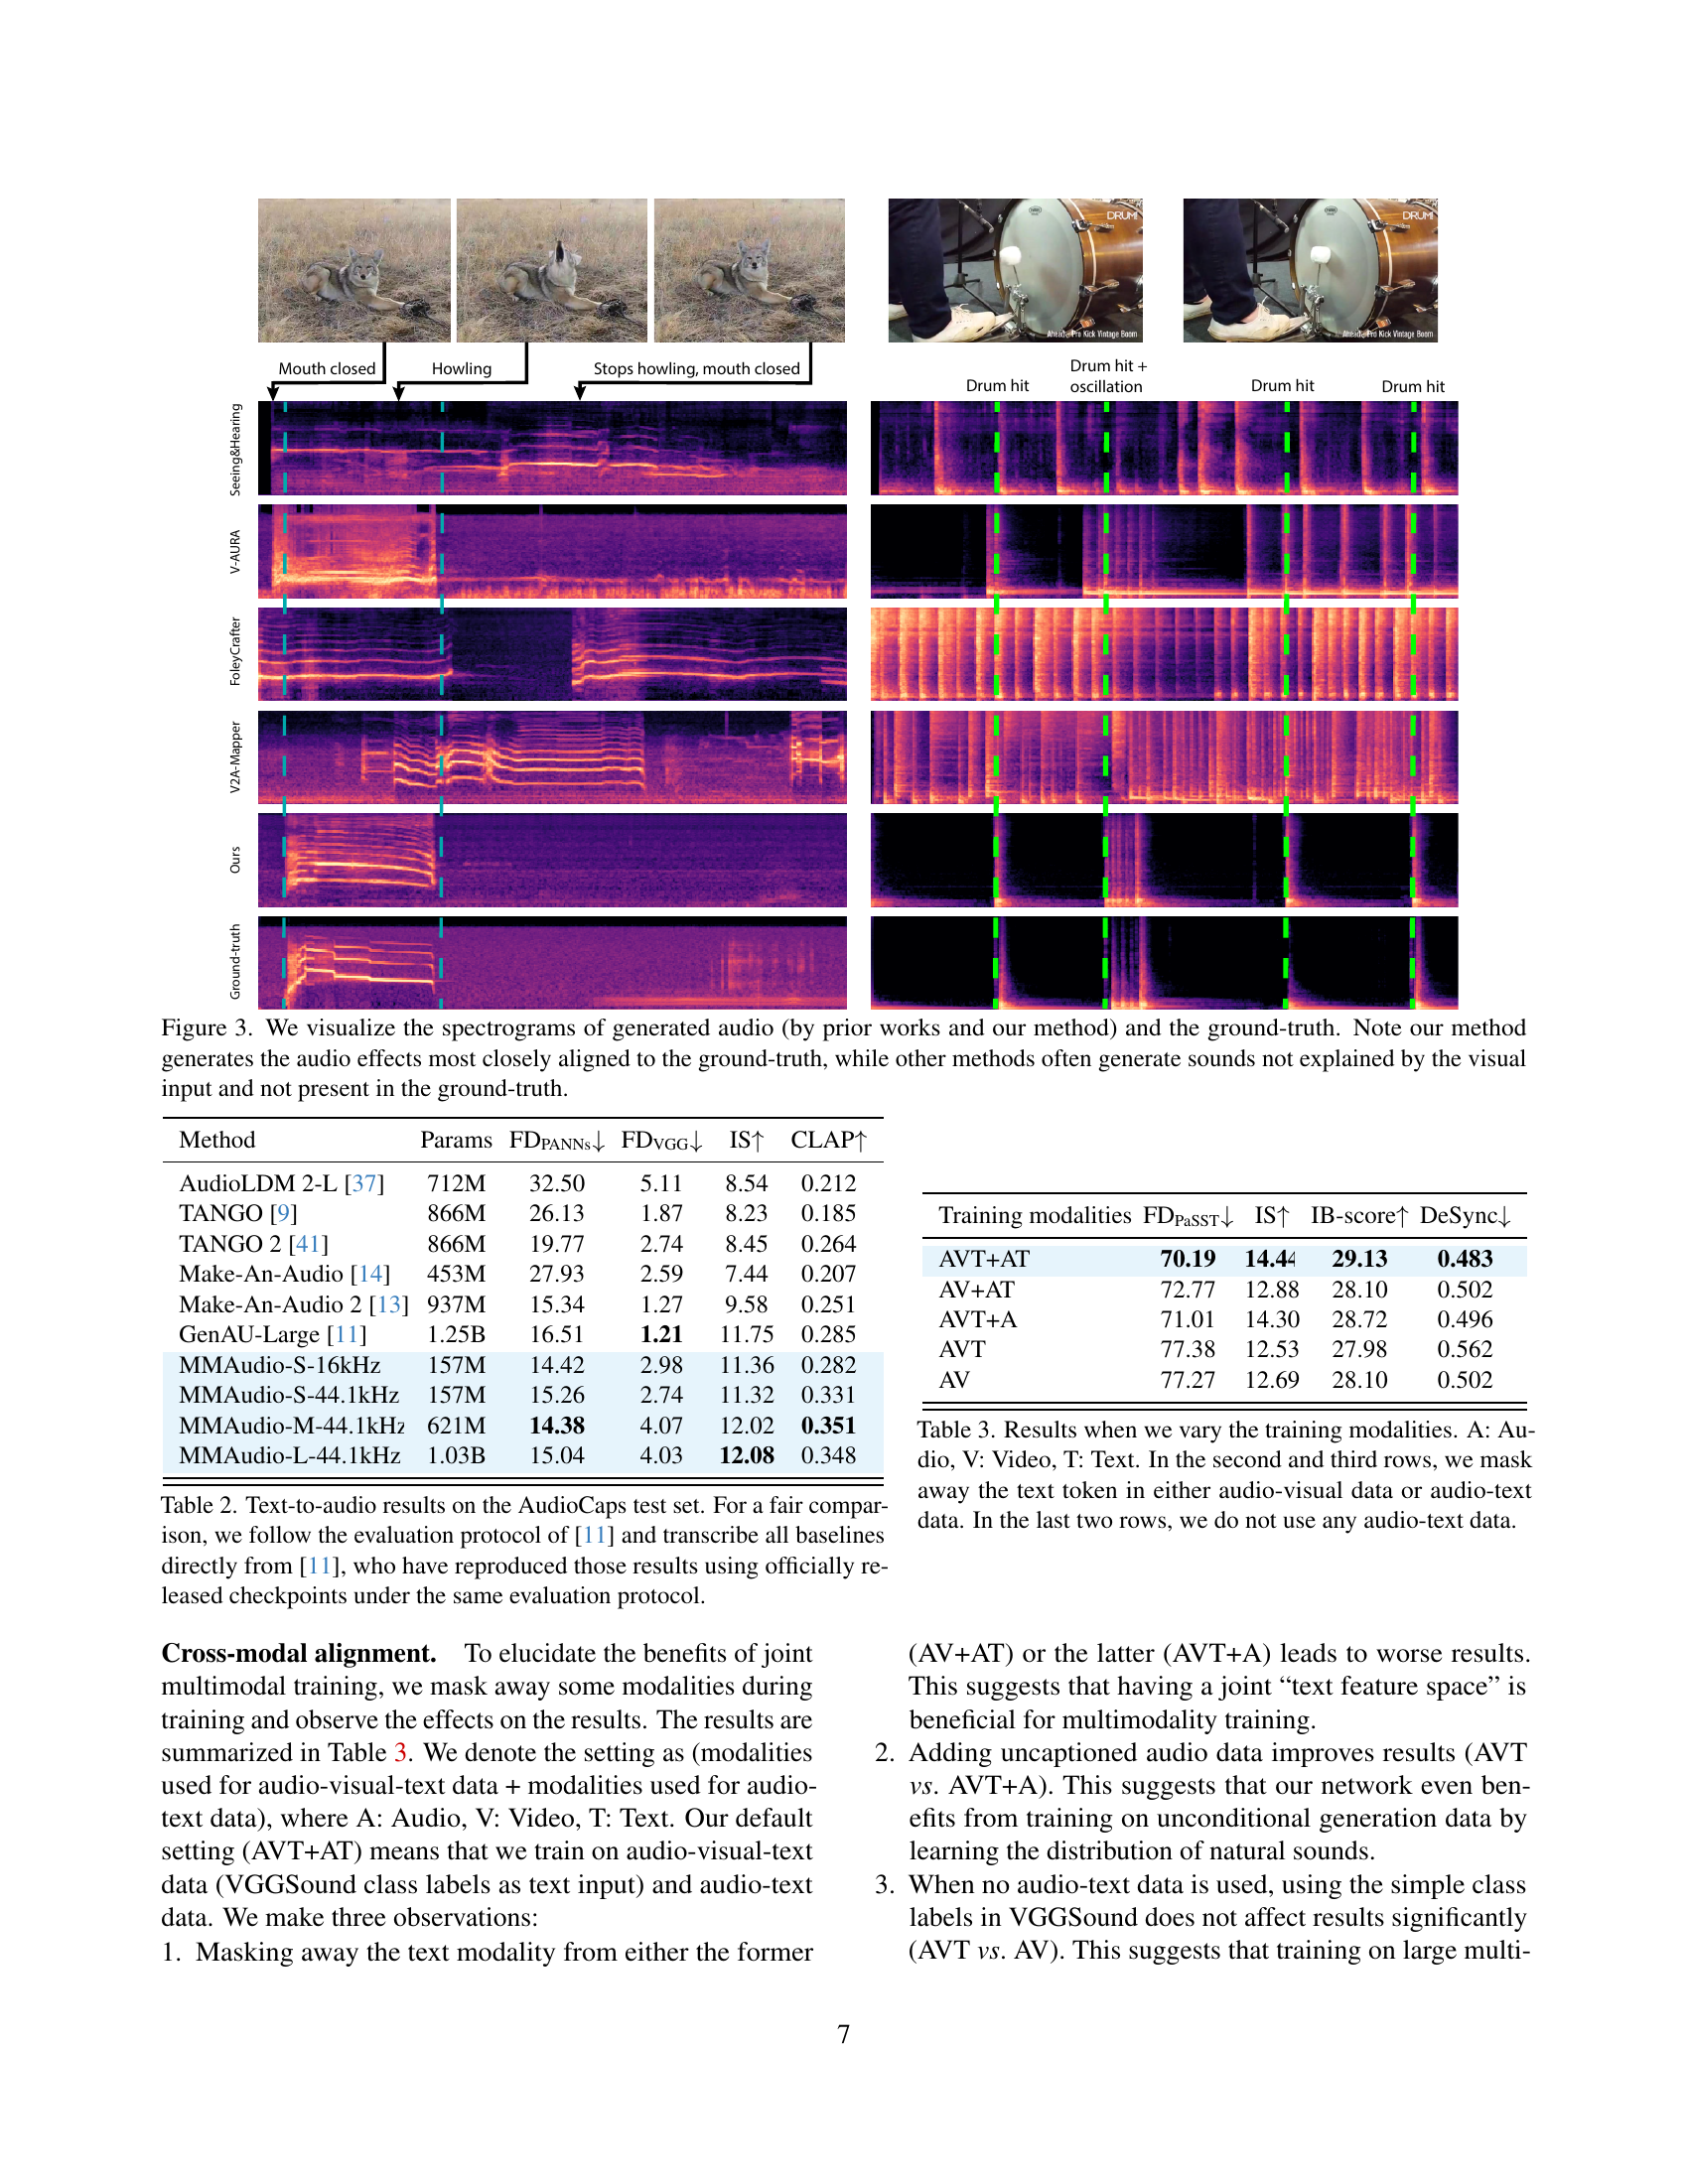 DRUM!
Ahead® Pro Kick Vintage Boom
DRUM!
Ahead® Pro Kick Vintage Boom
Mouth closed
Howling
Stops howling, mouth closed
Drum hit
Drum hit +
oscillation
Drum hit
Drum hit
Seeing&Hearing
V-AURA
FoleyCrafter
V2A-Mapper
Ours
Ground-truth
Figure 3. We visualize the spectrograms of generated audio (by prior works and our method) and the ground-truth. Note our method
generates the audio effects most closely aligned to the ground-truth, while other methods often generate sounds not explained by the visual
input and not present in the ground-truth.
Method Params FDPANNs↓ FDVGG↓ IS↑ CLAP↑
AudioLDM 2-L [37] 712M 32.50 5.11 8.54 0.212
TANGO [9] 866M 26.13 1.87 8.23 0.185
TANGO 2 [41] 866M 19.77 2.74 8.45 0.264
Make-An-Audio [14] 453M 27.93 2.59 7.44 0.207
Make-An-Audio 2 [13] 937M 15.34 1.27 9.58 0.251
GenAU-Large [11] 1.25B 16.51 1.21 11.75 0.285
MMAudio-S-16kHz 157M 14.42 2.98 11.36 0.282
MMAudio-S-44.1kHz 157M 15.26 2.74 11.32 0.331
MMAudio-M-44.1kHz 621M 14.38 4.07 12.02 0.351
MMAudio-L-44.1kHz 1.03B 15.04 4.03 12.08 0.348
Table 2. Text-to-audio results on the AudioCaps test set. For a fair compar-
ison, we follow the evaluation protocol of [11] and transcribe all baselines
directly from [11], who have reproduced those results using officially re-
leased checkpoints under the same evaluation protocol.
Training modalities FDPaSST↓ IS↑ IB-score↑ DeSync↓
AVT+AT 70.19 14.44 29.13 0.483
AV+AT 72.77 12.88 28.10 0.502
AVT+A 71.01 14.30 28.72 0.496
AVT 77.38 12.53 27.98 0.562
AV 77.27 12.69 28.10 0.502
Table 3. Results when we vary the training modalities. A: Au-
dio, V: Video, T: Text. In the second and third rows, we mask
away the text token in either audio-visual data or audio-text
data. In the last two rows, we do not use any audio-text data.
Cross-modal alignment. To elucidate the benefits of joint
multimodal training, we mask away some modalities during
training and observe the effects on the results. The results are
summarized in Table 3. We denote the setting as (modalities
used for audio-visual-text data + modalities used for audio-
text data), where A: Audio, V: Video, T: Text. Our default
setting (AVT+AT) means that we train on audio-visual-text
data (VGGSound class labels as text input) and audio-text
data. We make three observations:
1. Masking away the text modality from either the former
(AV+AT) or the latter (AVT+A) leads to worse results.
This suggests that having a joint “text feature space” is
beneficial for multimodality training.
2. Adding uncaptioned audio data improves results (AVT
vs. AVT+A). This suggests that our network even ben-
efits from training on unconditional generation data by
learning the distribution of natural sounds.
3. When no audio-text data is used, using the simple class
labels in VGGSound does not affect results significantly
(AVT vs. AV). This suggests that training on large multi-
7